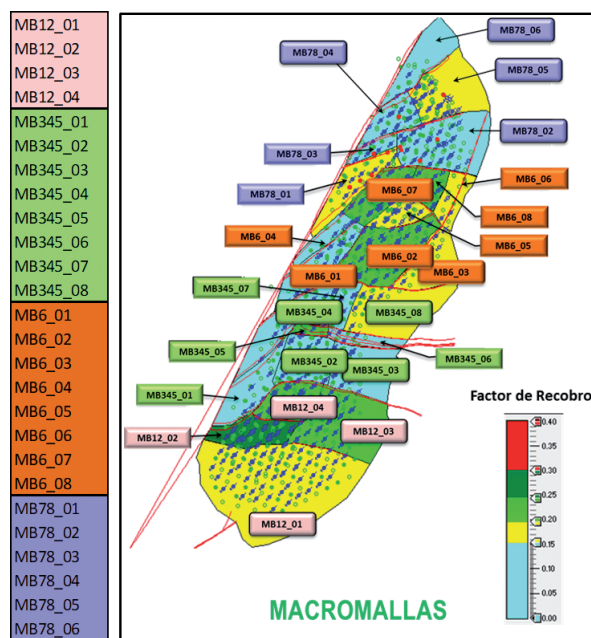 MB12_01
MB12_02
MB12_03
MB12_04
MB345_01
MB345_02
MB345_03
MB345_04
MB345_05
MB345_06
MB345_07
MB345_08
MB6_01
MB6_02
MB6_03
MB6_04
MB6_05
MB6_06
MB6_07
MB6_08
MB78_01
MB78_02
MB78_03
MB78_04
MB78_05
MB78_06
MB78_06
MB78_04
MB78_05
MB78_02
MB78_03
MB6_06
MB78_01
MB6_07
MB6_08
MB6_04
MB6_05
MB6_02
MB6_01
MB6_03
MB345_07
MB345_04
MB345_08
MB345_05
MB345_06
MB345_02
MB345_03
MB345_01
MB12_04
MB12_02
MB12_03
MB12_01
Factor de Recobro
0.40
0.30
0.25
0.20
0.15
0.10
0.05
0.00
MACROMALLAS